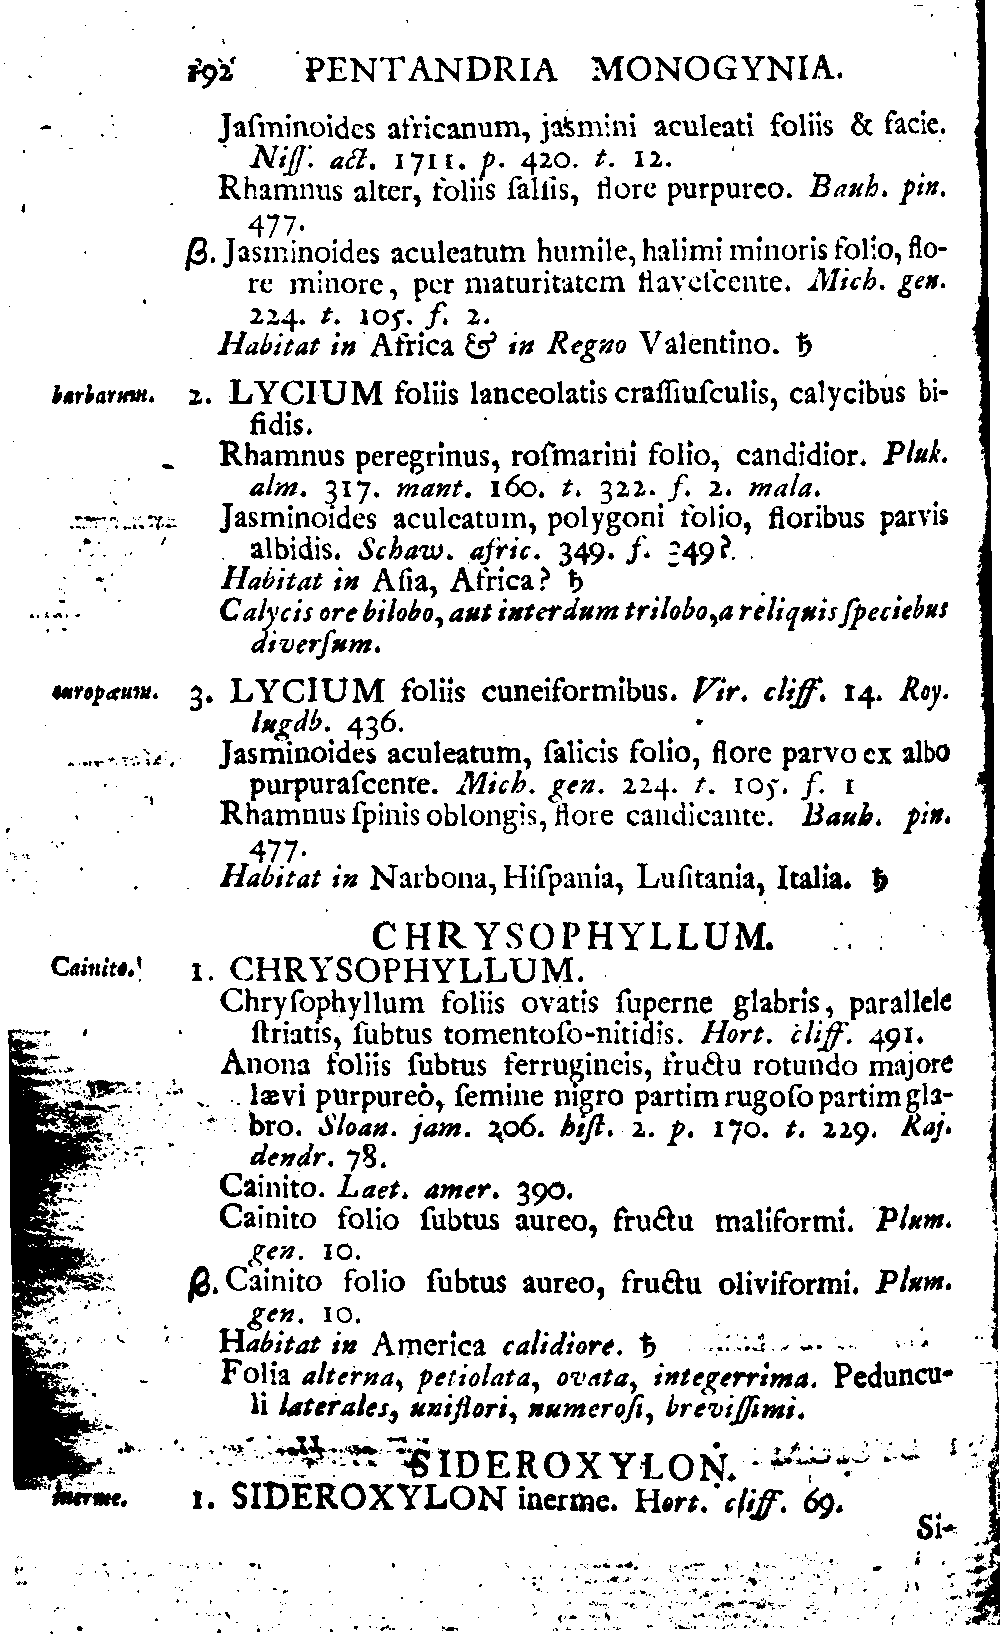 192 PENTANDRIA MONOGYNIA.
Jaſminoides africanum, jasmini aculeati foliis & facie.
Niſſ. act. 1711. p. 420. t. 12.
Rhamnus alter, foliis ſalſis, flore purpureo. Bauh. pin.
477.
β. Jasminoides aculeatum humile, halimi minoris folio, flo-
re minore, per maturitatem flaveſcente. Mich. gen.
224. t. 105. f. 2.
Habitat in Africa & in Regno Valentino. ♄
barbarum. 2. LYCIUM foliis lanceolatis craſſiuſculis, calycibus bi-
fidis.
Rhamnus peregrinus, roſmarini folio, candidior. Pluk.
alm. 317. mant. 160. t. 322. f. 2. mala.
Jasminoides aculeatum, polygoni folio, floribus parvis
albidis. Schaw. afric. 349. f. 349?
Habitat in Aſia, Africa? ♄
Calycis ore bilobo, aut interdum trilobo, a reliquis ſpeciebus
diverſum.
europæum. 3. LYCIUM foliis cuneiformibus. Vir. cliff. 14. Roy.
lugdb. 436.
Jasminoides aculeatum, ſalicis folio, flore parvo ex albo
purpuraſcente. Mich. gen. 224. t. 105. f. 1
Rhamnus ſpinis oblongis, flore candicante. Bauh. pin.
477.
Habitat in Narbona, Hiſpania, Luſitania, Italia. ♄
CHRYSOPHYLLUM.
Cainito. 1. CHRYSOPHYLLUM.
Chryſophyllum foliis ovatis ſuperne glabris, parallele
ſtriatis, ſubtus tomentoſo-nitidis. Hort. cliff. 491.
Anona foliis ſubtus ferrugineis, fructu rotundo majore
lævi purpureo, ſemine nigro partim rugoſo partim gla-
bro. Sloan. jam. 206. hiſt. 2. p. 170. t. 229. Raj.
dendr. 78.
Cainito. Laet. amer. 390.
Cainito folio ſubtus aureo, fructu maliformi. Plum.
gen. 10.
β. Cainito folio ſubtus aureo, fructu oliviformi. Plum.
gen. 10.
Habitat in America calidiore. ♄
Folia alterna, petiolata, ovata, integerrima. Peduncu-
li laterales, uniflori, numeroſi, breviſſimi.
SIDEROXYLON.
inerme. 1. SIDEROXYLON inerme. Hort. cliff. 69.
Si-